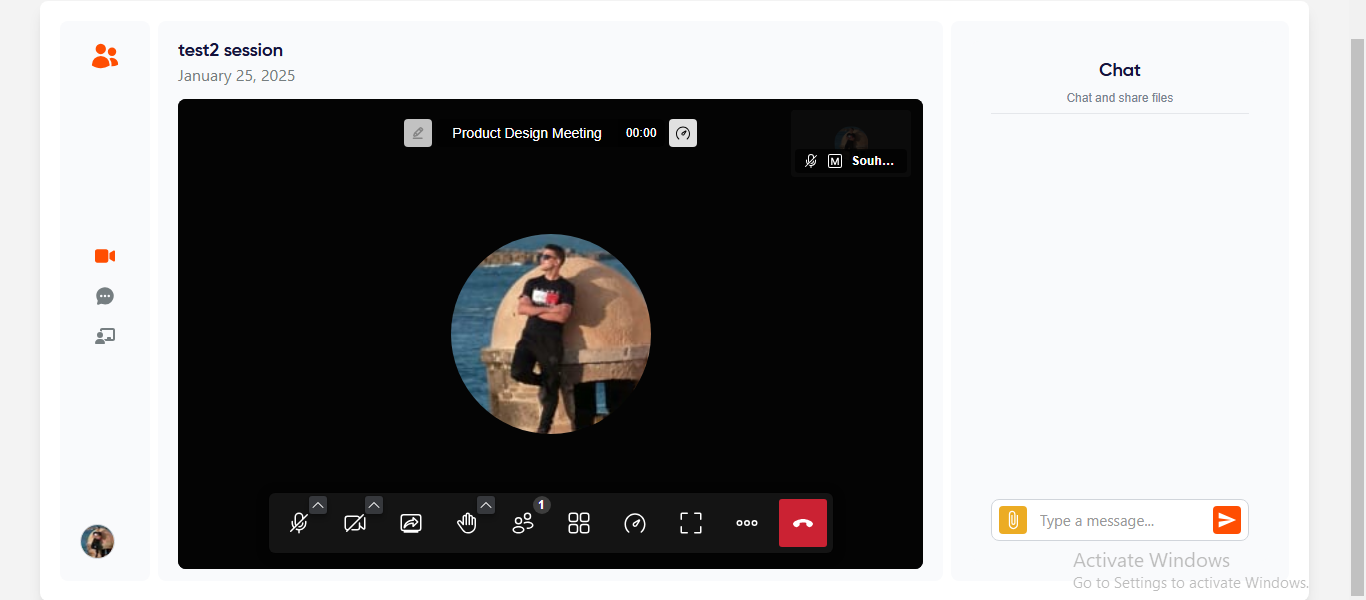 test2 session
January 25, 2025
Product Design Meeting 00:00
M Souh...
1
Chat
Chat and share files
Type a message...
Activate Windows
Go to Settings to activate Windows.